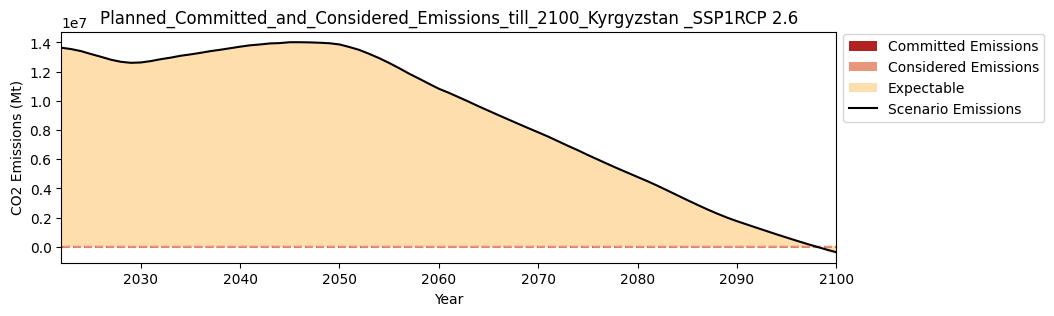 Planned_Committed_and_Considered_Emissions_till_2100_Kyrgyzstan _SSP1RCP 2.6
1e7
1.4
1.2
1.0
0.8
0.6
0.4
0.2
0.0
CO2 Emissions (Mt)
2030
2040
2050
2060
2070
2080
2090
2100
Year
Committed Emissions
Considered Emissions
Expectable
Scenario Emissions